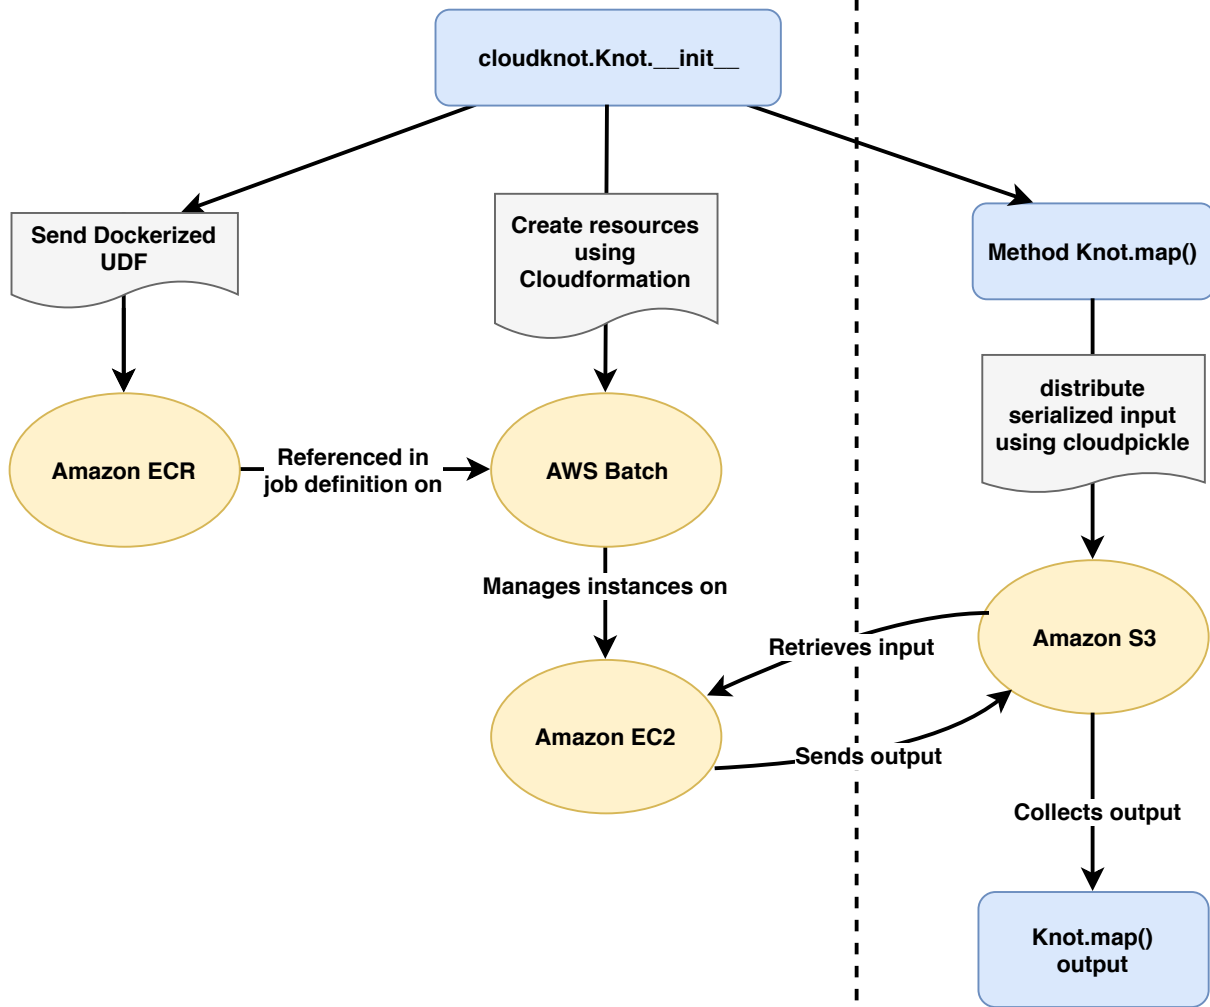 cloudknot.Knot.__init__
Send Dockerized
UDF
Create resources
using
Cloudformation
Method Knot.map()
distribute
serialized input
using cloudpickle
Amazon ECR
Referenced in
job definition on
AWS Batch
Manages instances on
Retrieves input
Amazon S3
Amazon EC2
Sends output
Collects output
Knot.map()
output